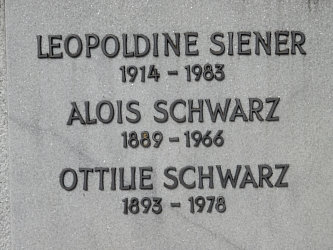 LEOPOLDINE SIENER
1914 - 1983
ALOIS SCHWARZ
1889 - 1966
OTTILIE SCHWARZ
1893 - 1978